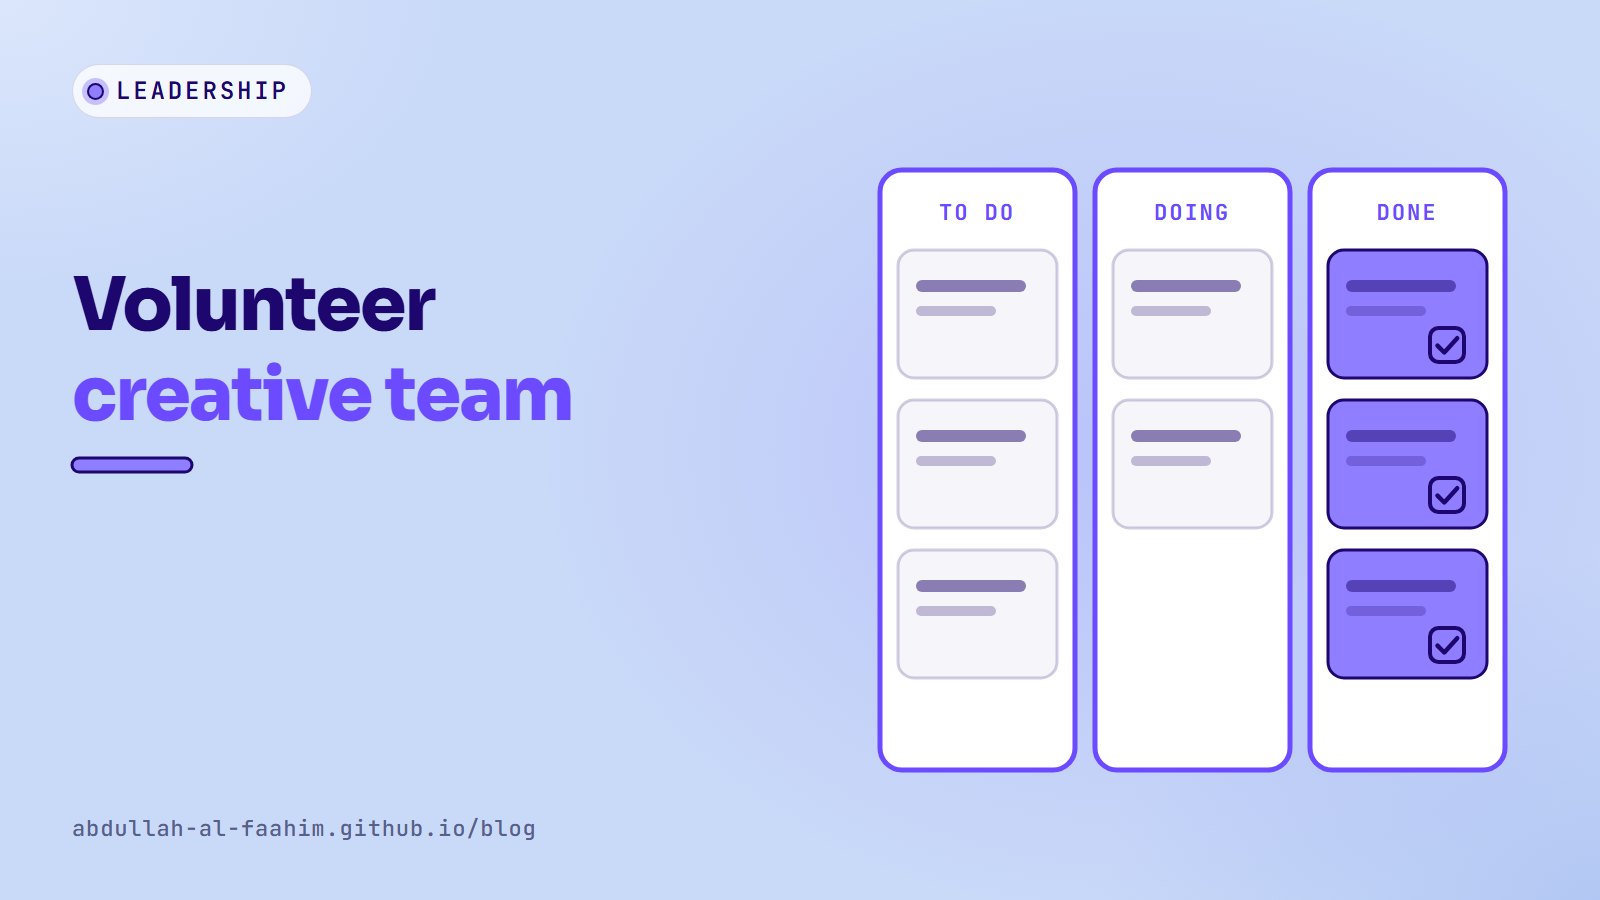 LEADERSHIP
Volunteer
creative team
TO DO
DOING
DONE
abdullah-al-faahim.github.io/blog